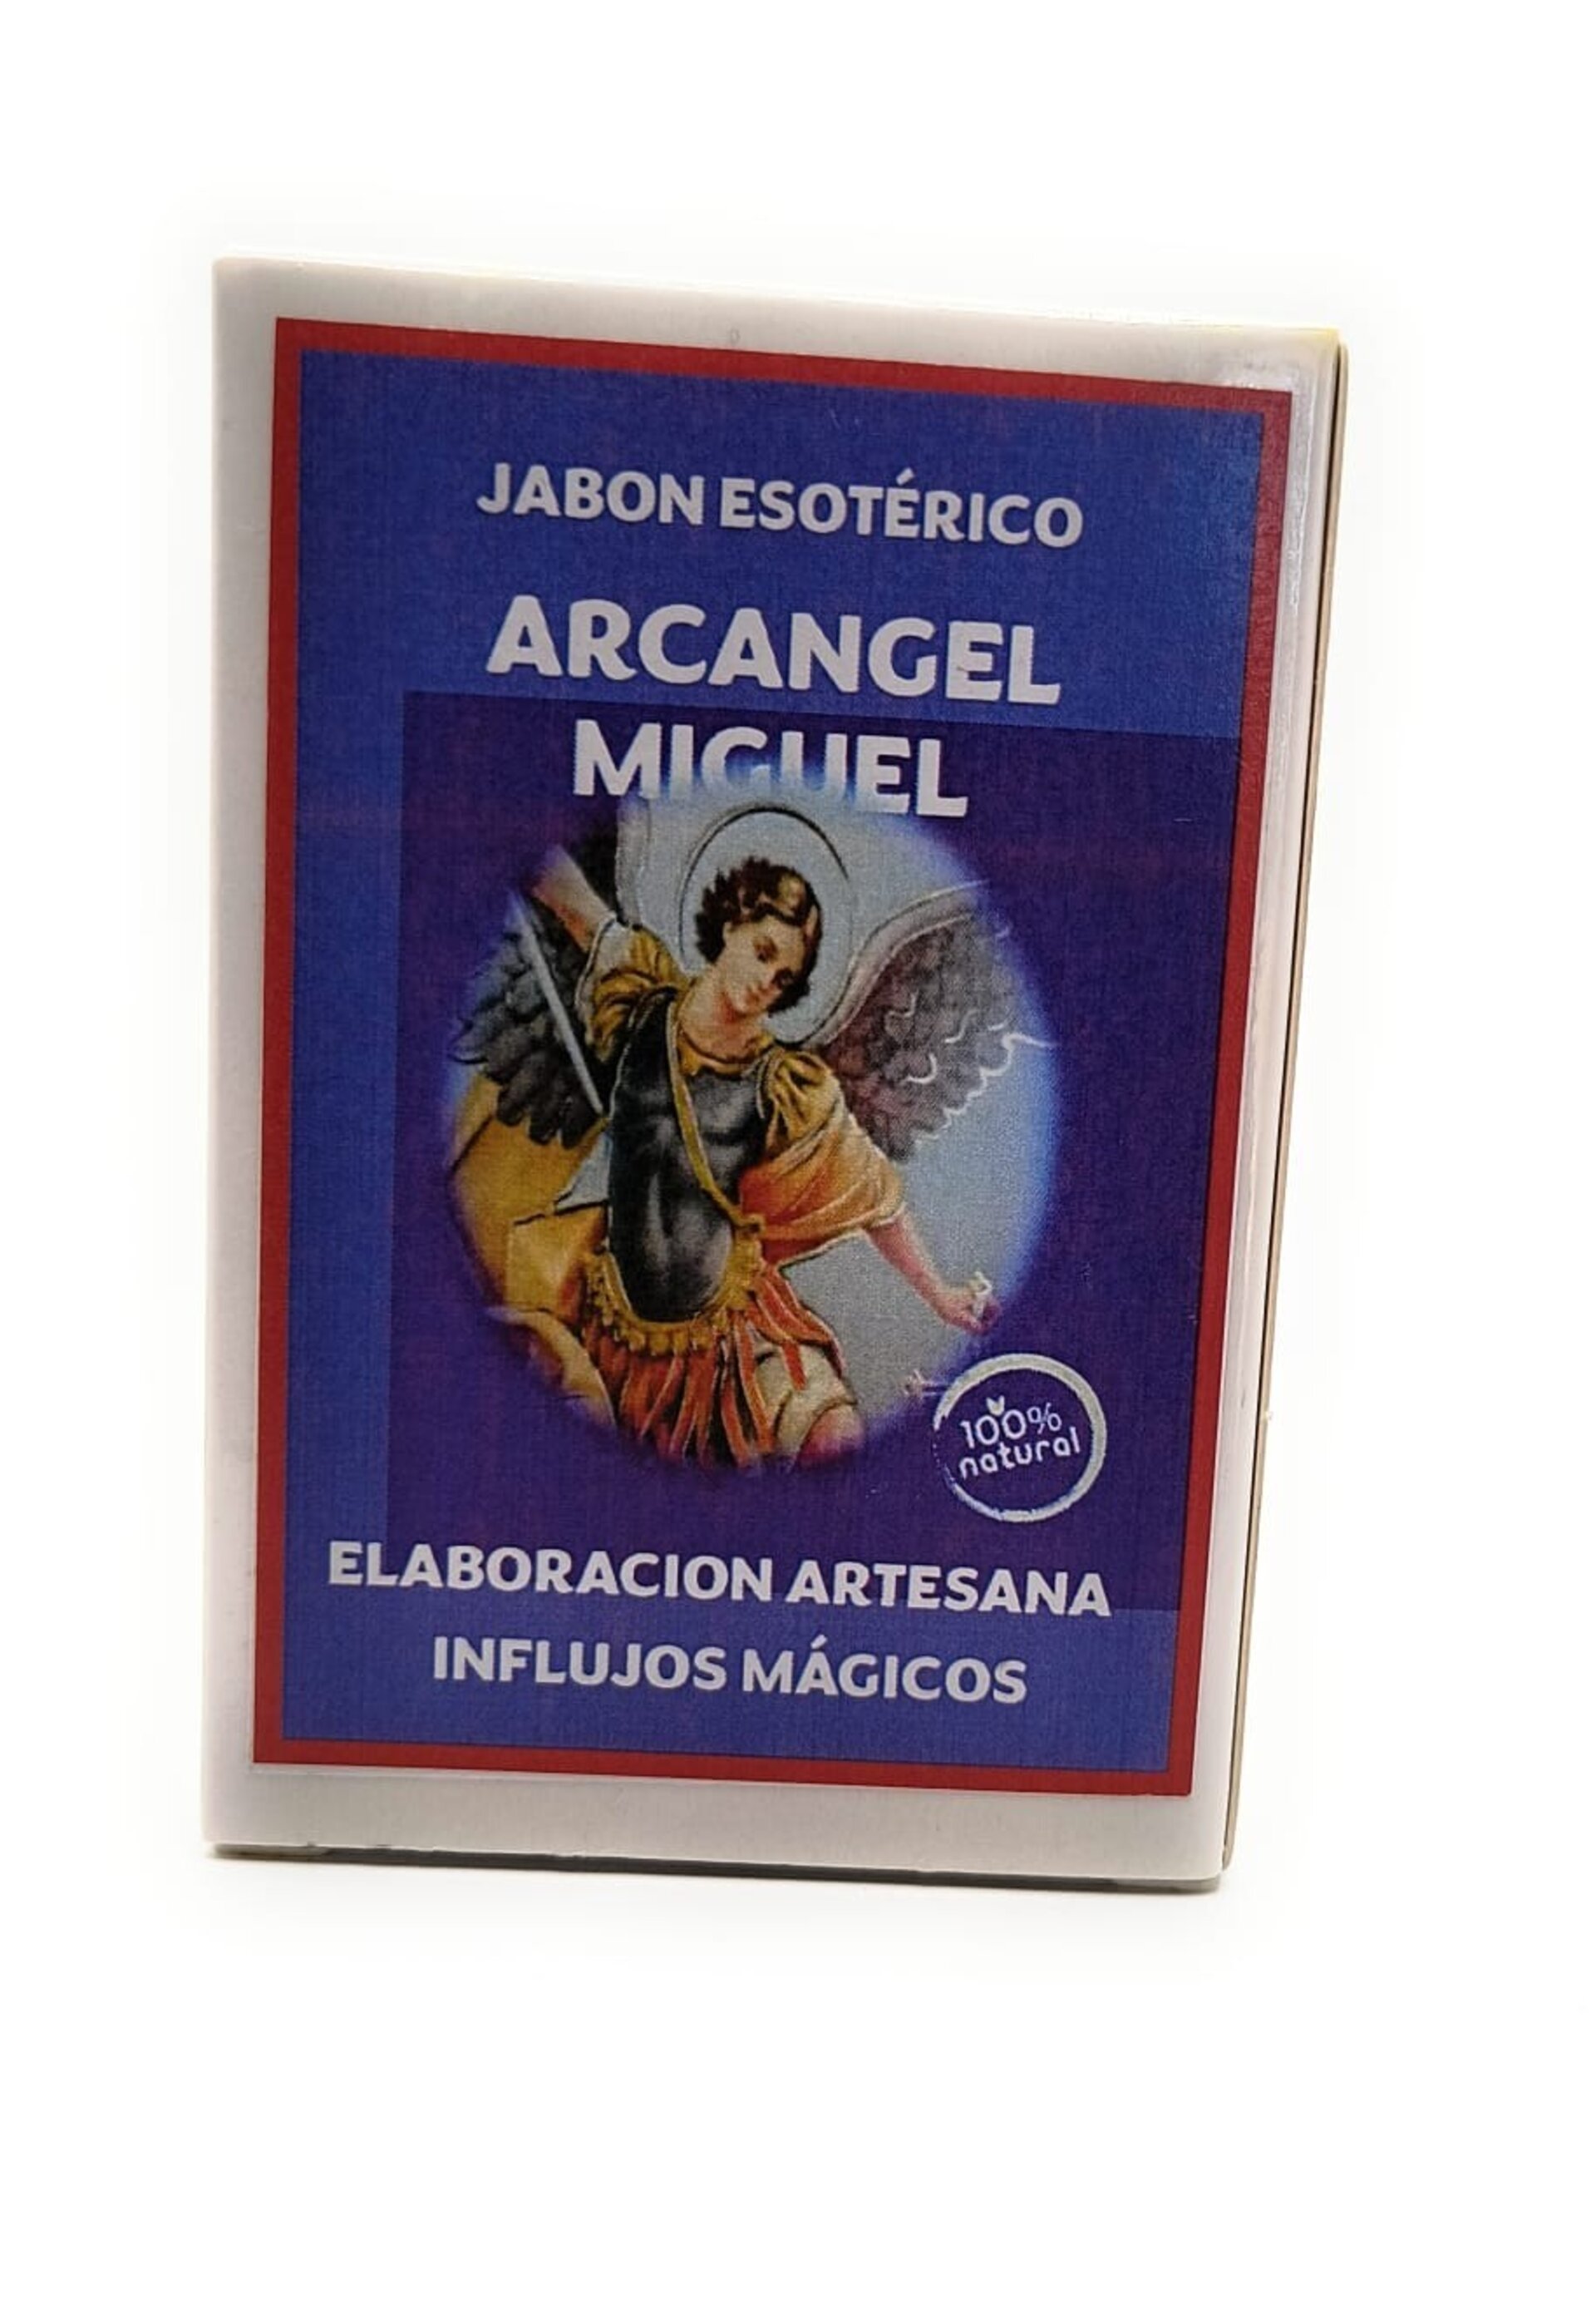 JABON ESOTÉRICO
ARCANGEL
MIGUEL
100%
natural
ELABORACION ARTESANA
INFLUJOS MÁGICOS